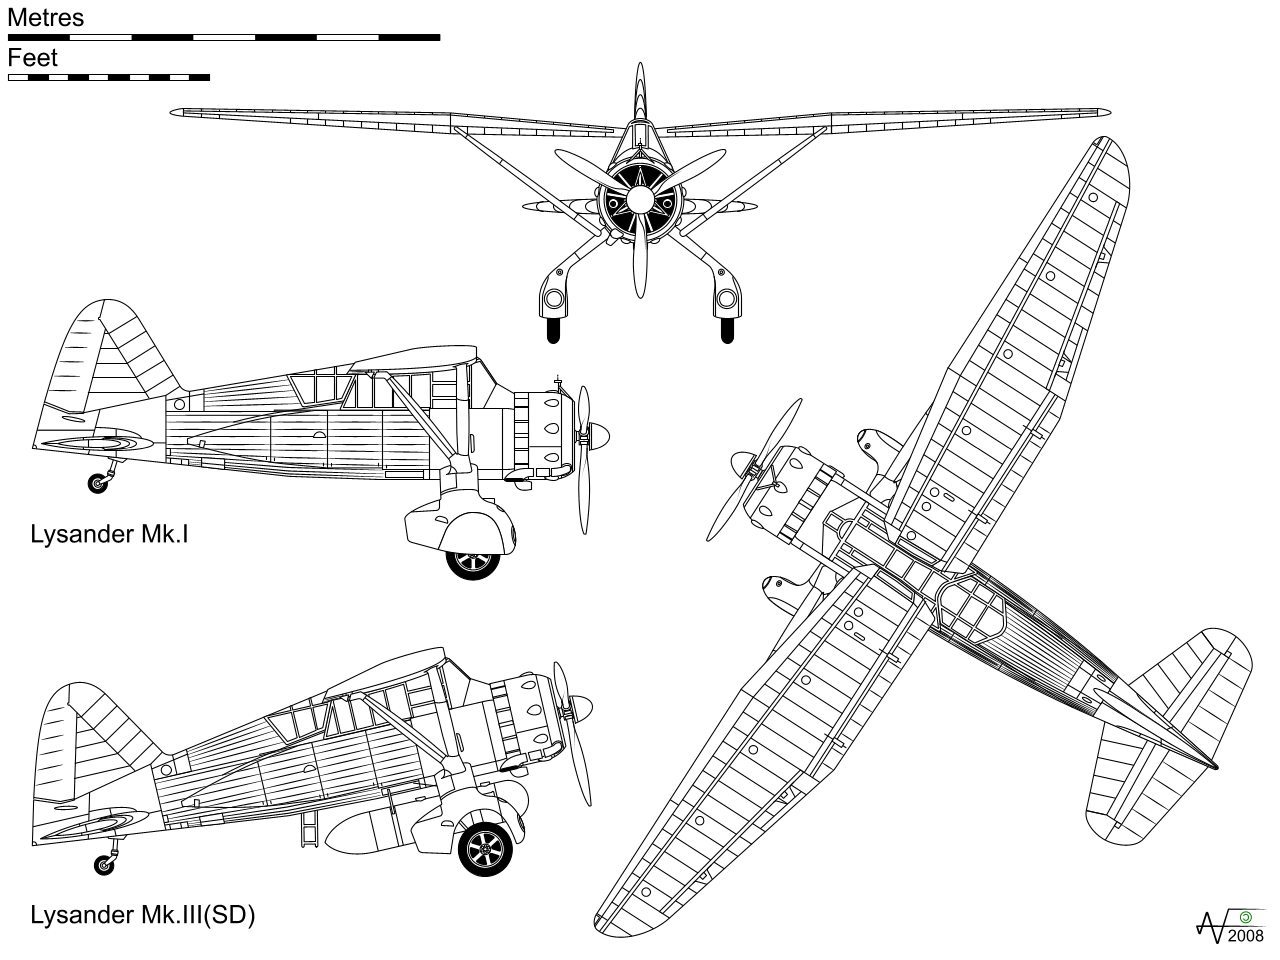 Metres
Feet
Lysander Mk.I
Lysander Mk.III(SD)
2008